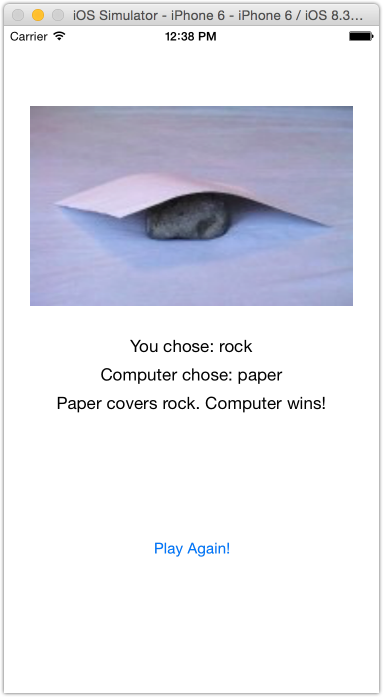 iOS Simulator - iPhone 6 - iPhone 6 / iOS 8.3...
Carrier 12:38 PM
You chose: rock
Computer chose: paper
Paper covers rock. Computer wins!
Play Again!